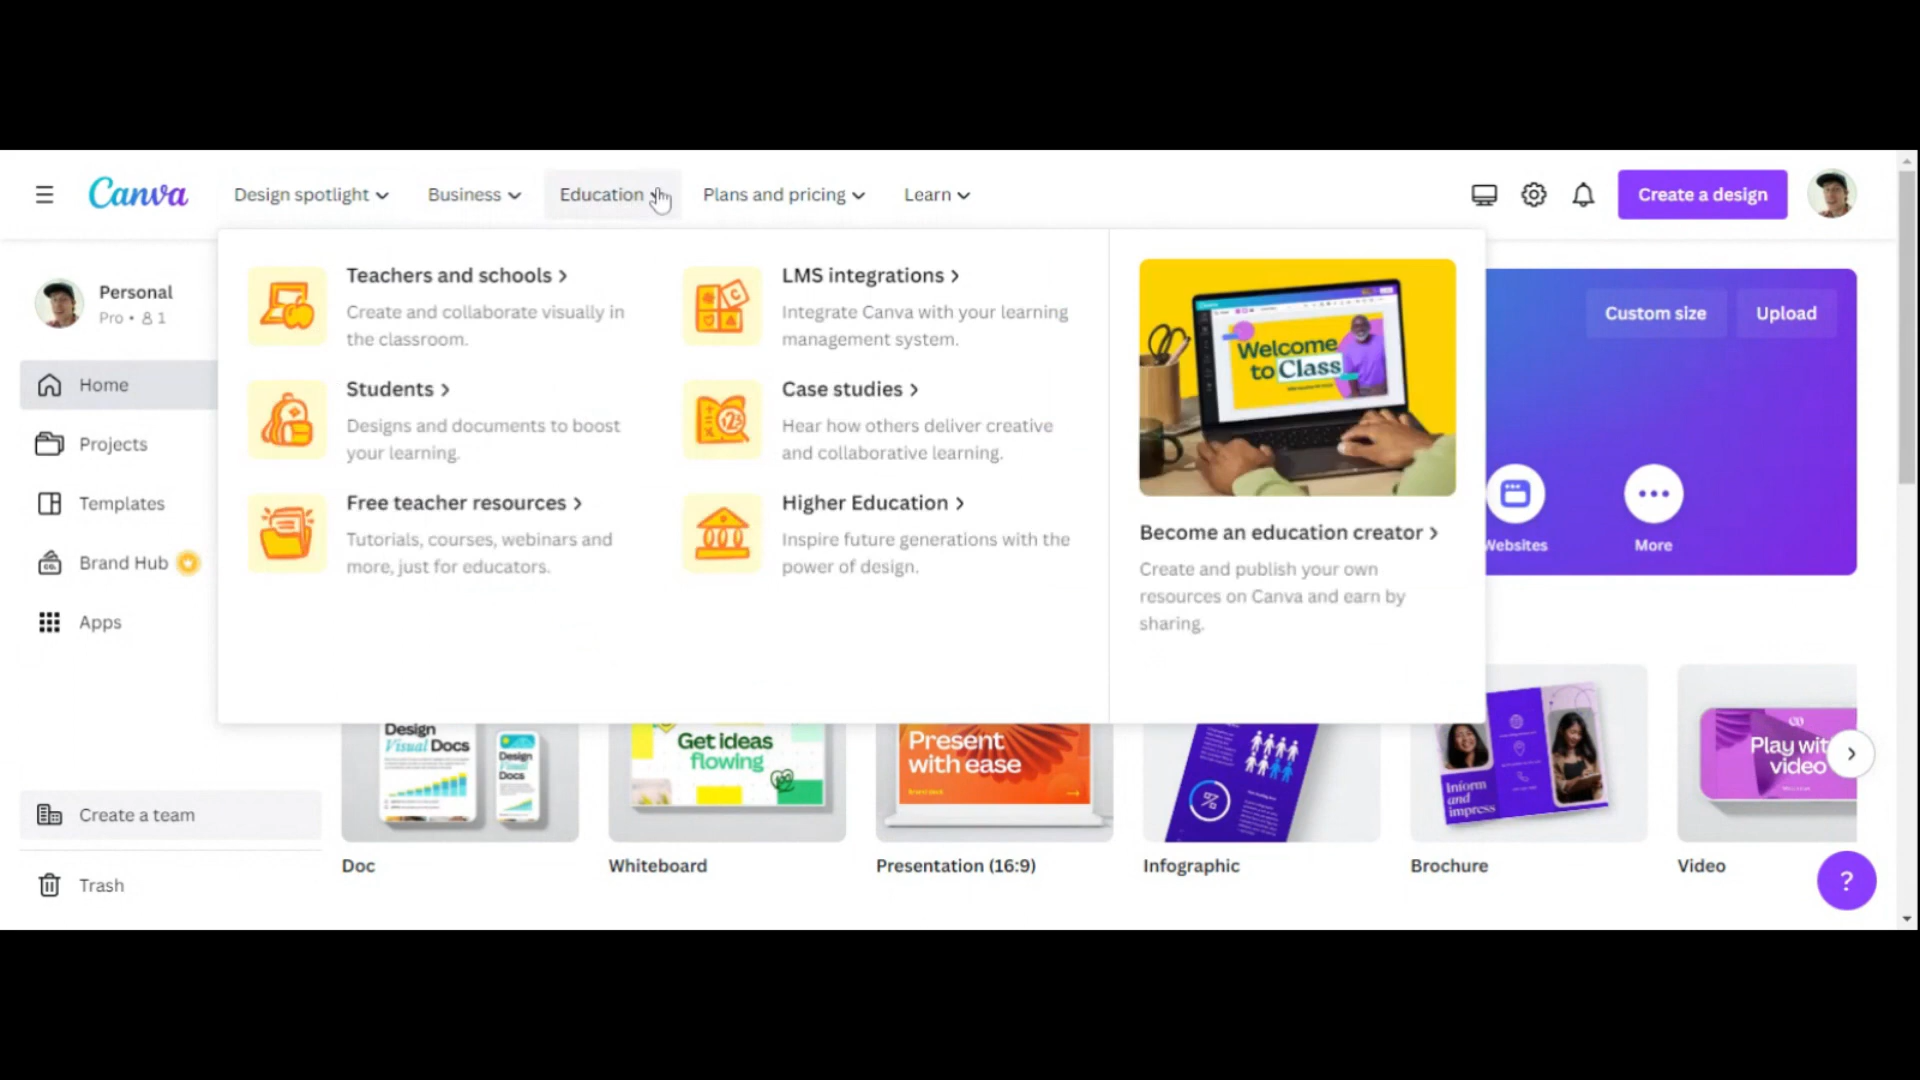 Canva
Design spotlight
Business
Education
Plans and pricing
Learn
Create a design
Personal
Pro • 1
Home
Projects
Templates
Brand Hub
Apps
Create a team
Trash
Teachers and schools
Create and collaborate visually in
the classroom.
Students
Designs and documents to boost
your learning.
Free teacher resources
Tutorials, courses, webinars and
more, just for educators.
LMS integrations
Integrate Canva with your learning
management system.
Case studies
Hear how others deliver creative
and collaborative learning.
Higher Education
Inspire future generations with the
power of design.
Welcome
to Class
Become an education creator
Create and publish your own
resources on Canva and earn by
sharing.
Custom size
Upload
Websites
More
Design
Visual Docs
Design
Visual
Docs
Get ideas
flowing
Present
with ease
Inform
and
impress
Play wit
video
Doc
Whiteboard
Presentation (16:9)
Infographic
Brochure
Video
?